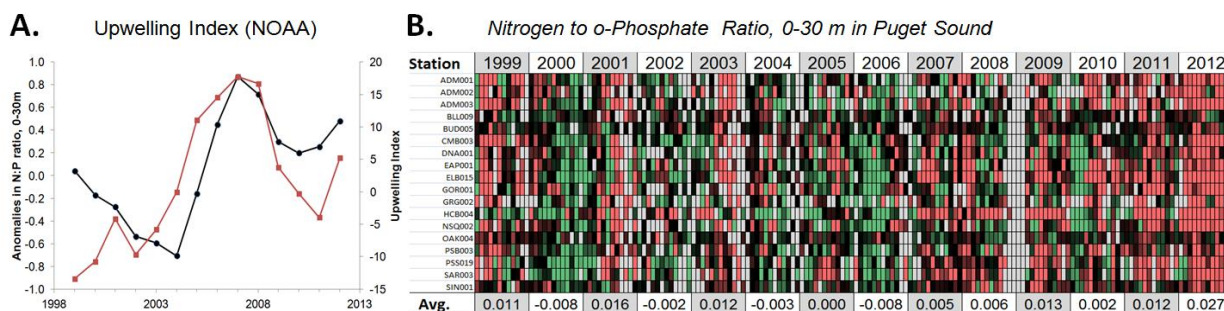 A.
Upwelling Index (NOAA)
Anomailes in N:P ratio, 0-30m
1.0
0.8
0.6
0.4
0.2
0.0
-0.2
-0.4
-0.6
-0.8
-1.0
20
15
10
5
0
-5
-10
-15
Upwelling Index
1998 2003 2008 2013
B.
Nitrogen to o-Phosphate Ratio, 0-30 m in Puget Sound
Station 1999 2000 2001 2002 2003 2004 2005 2006 2007 2008 2009 2010 2011 2012
ADM001
ADM002
ADM003
BLL009
BUD005
CMB003
DNA001
EAP001
ELB015
GOR001
GRG002
HCB004
NSQ002
OAK004
PSB003
PSS019
SAR003
SIN001
Avg. 0.011 -0.008 0.016 -0.002 0.012 -0.003 0.000 -0.008 0.005 0.006 0.013 0.002 0.012 0.027